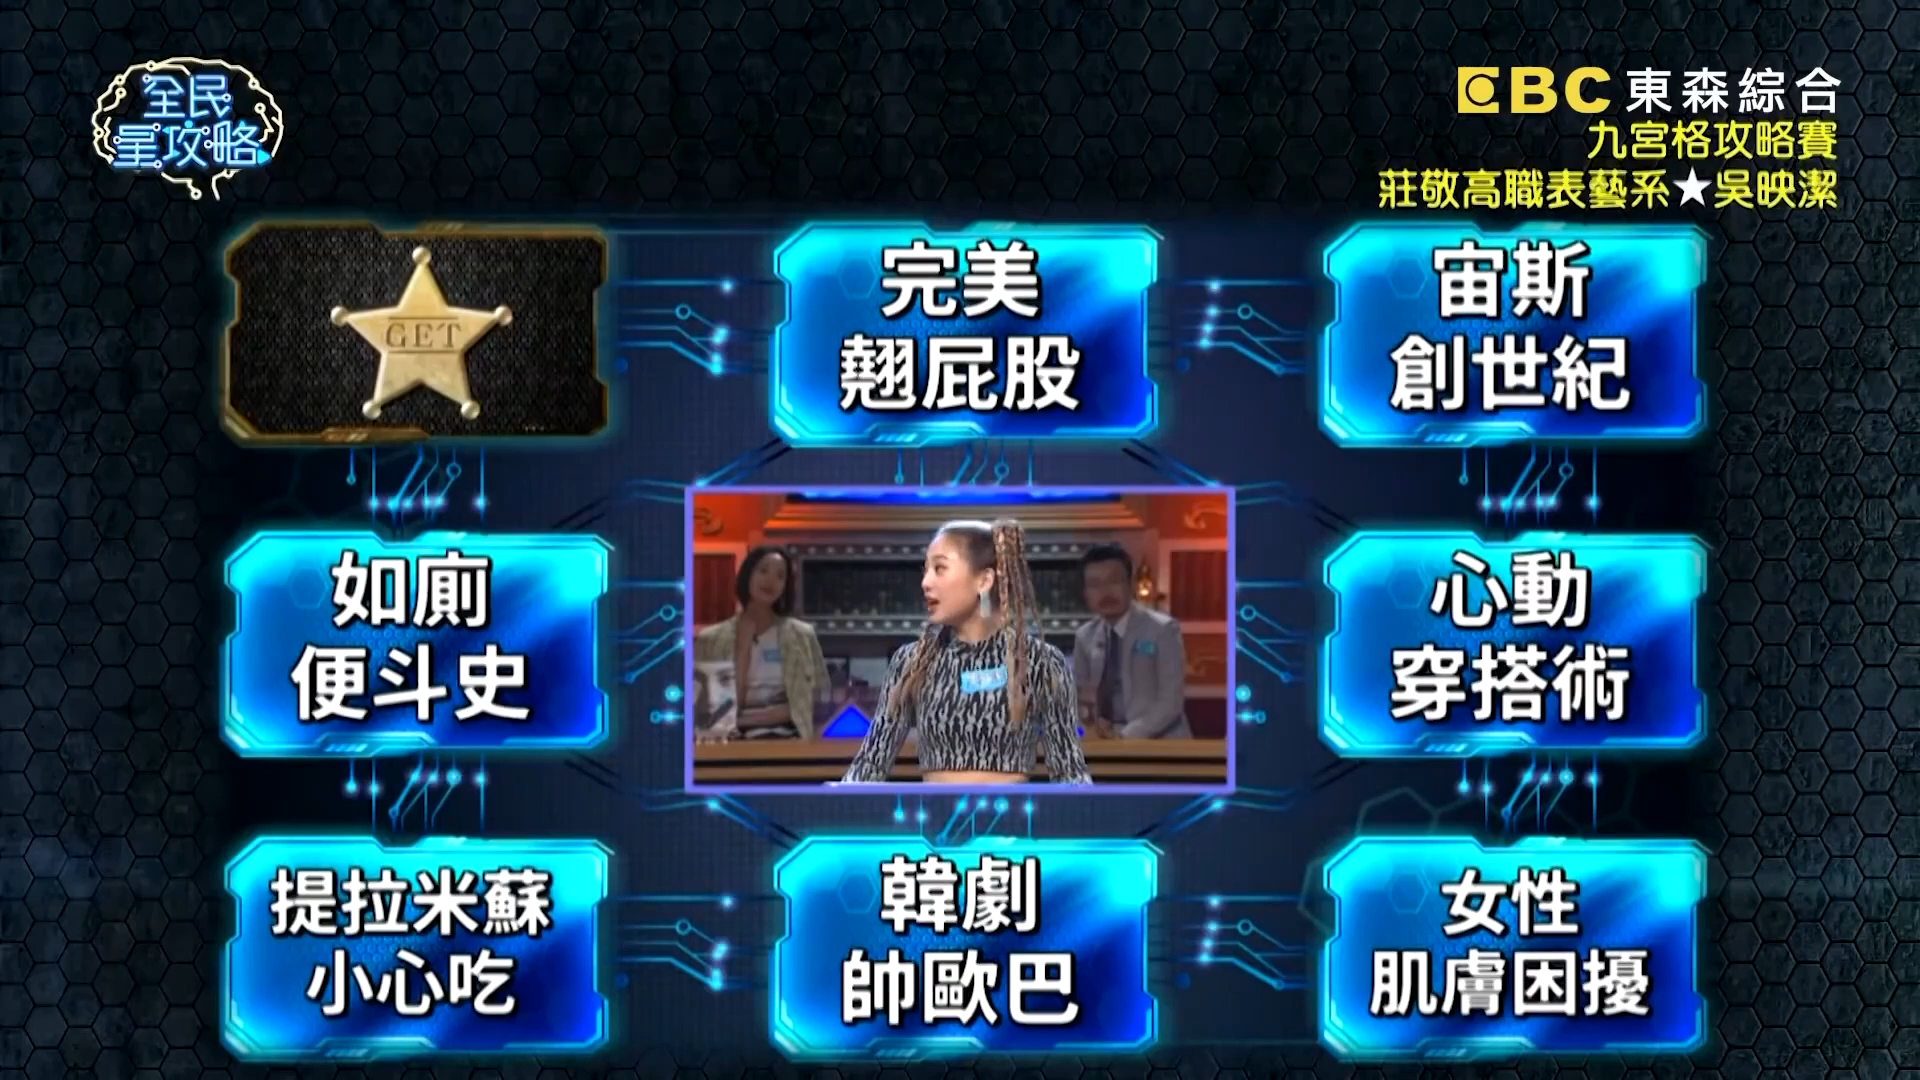 全民
星攻略
EBC 東森綜合
九宮格攻略賽
莊敬高職表藝系★吳映潔
GET
完美
翹屁股
宙斯
創世紀
如廁
便斗史
心動
穿搭術
提拉米蘇
小心吃
韓劇
帥歐巴
女性
肌膚困擾